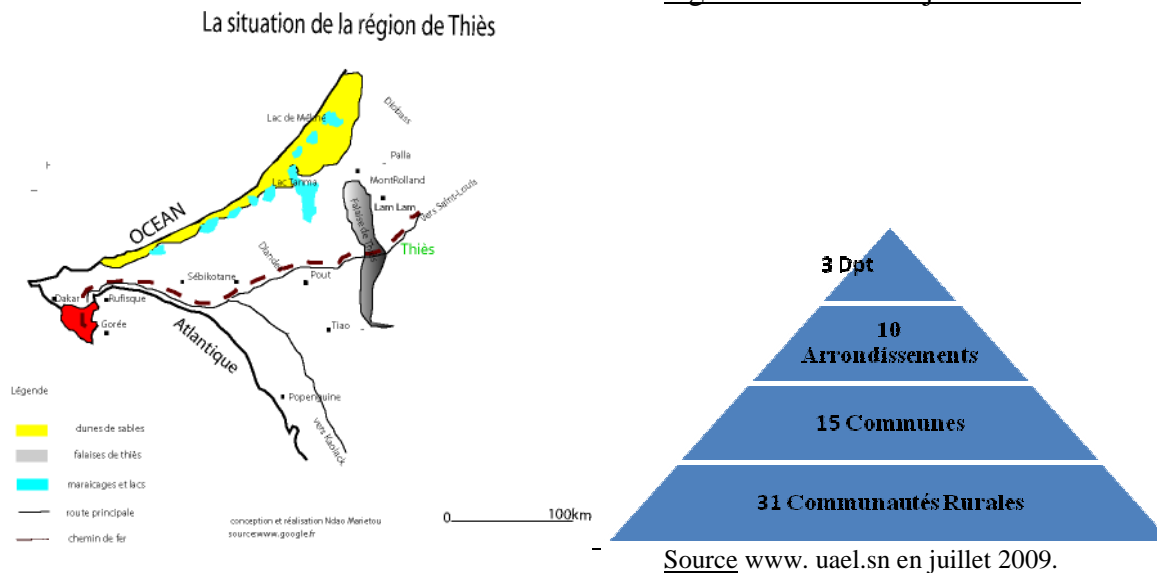 La situation de la région de Thiès
Diobass
Lac de Mékhé
Palla
MontRolland
Lac Tanma
Lam Lam
vers Saint-Louis
OCEAN
Falaise de Thiès
Thiès
Diander
Sébikotane
Pout
Dakar
Rufisque
Gorée
Tiao
Atlantique
Popenguine
vers Kaolack
Légende
dunes de sables
falaises de thiès
maraicages et lacs
route principale
chemin de fer
conception et réalisation Ndao Marietou
source:www.google.fr
0 100km
3 Dpt
10
Arrondissements
15 Communes
31 Communautés Rurales
Source www. uael.sn en juillet 2009.